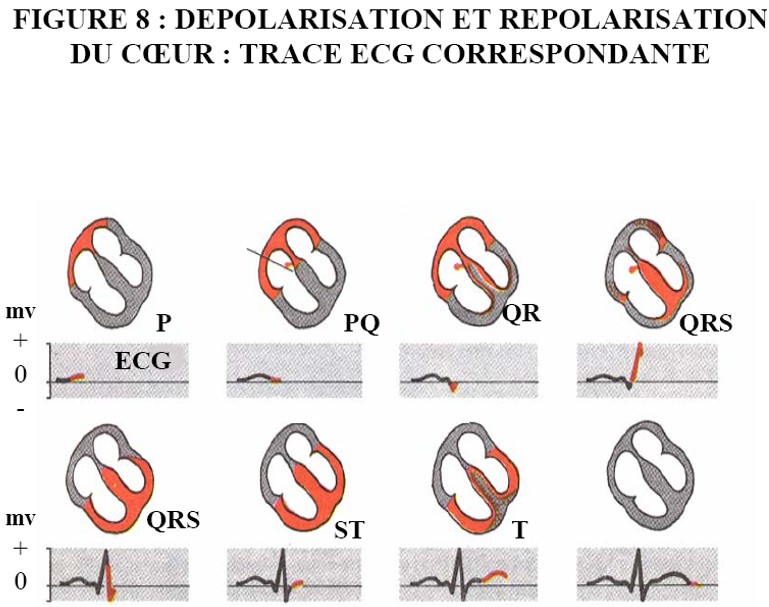 FIGURE 8 : DEPOLARISATION ET REPOLARISATION
DU CŒUR : TRACE ECG CORRESPONDANTE
P
PQ
QR
QRS
mv
+
0
-
ECG
QRS
ST
T
mv
+
0